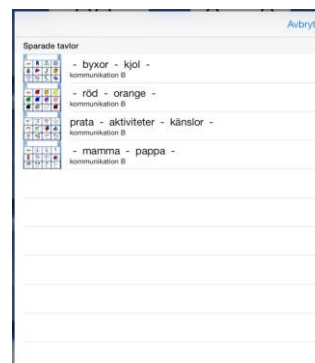 Avbryt
Sparade tavlor
- byxor - kjol -
kommunikation B
- röd - orange -
kommunikation B
prata - aktiviteter - känslor -
kommunikation B
- mamma - pappa -
kommunikation B